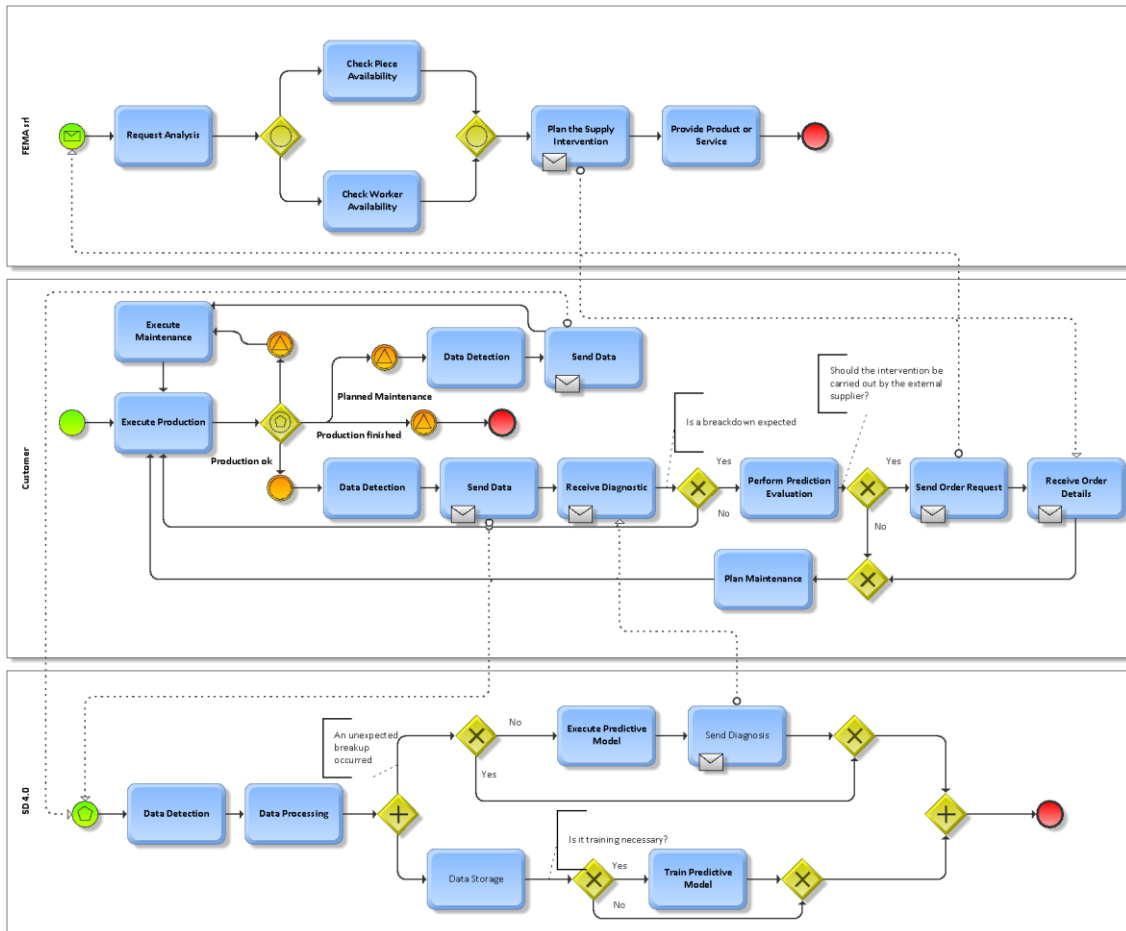 FEMA srl
Request Analysis
Check Piece
Availability
Check Worker
Availability
Plan the Supply
Intervention
Provide Product or
Service
Customer
Execute
Maintenance
Execute Production
Planned Maintenance
Production finished
Production ok
Data Detection
Send Data
Data Detection
Send Data
Receive Diagnostic
Is a breakdown expected
Yes
No
Perform Prediction
Evaluation
Should the intervention be
carried out by the external
supplier?
Yes
No
Send Order Request
Receive Order
Details
Plan Maintenance
SD4.0
Data Detection
Data Processing
An unexpected
breakup
occurred
No
Yes
Execute Predictive
Model
Send Diagnosis
Data Storage
Is it training necessary?
Yes
No
Train Predictive
Model